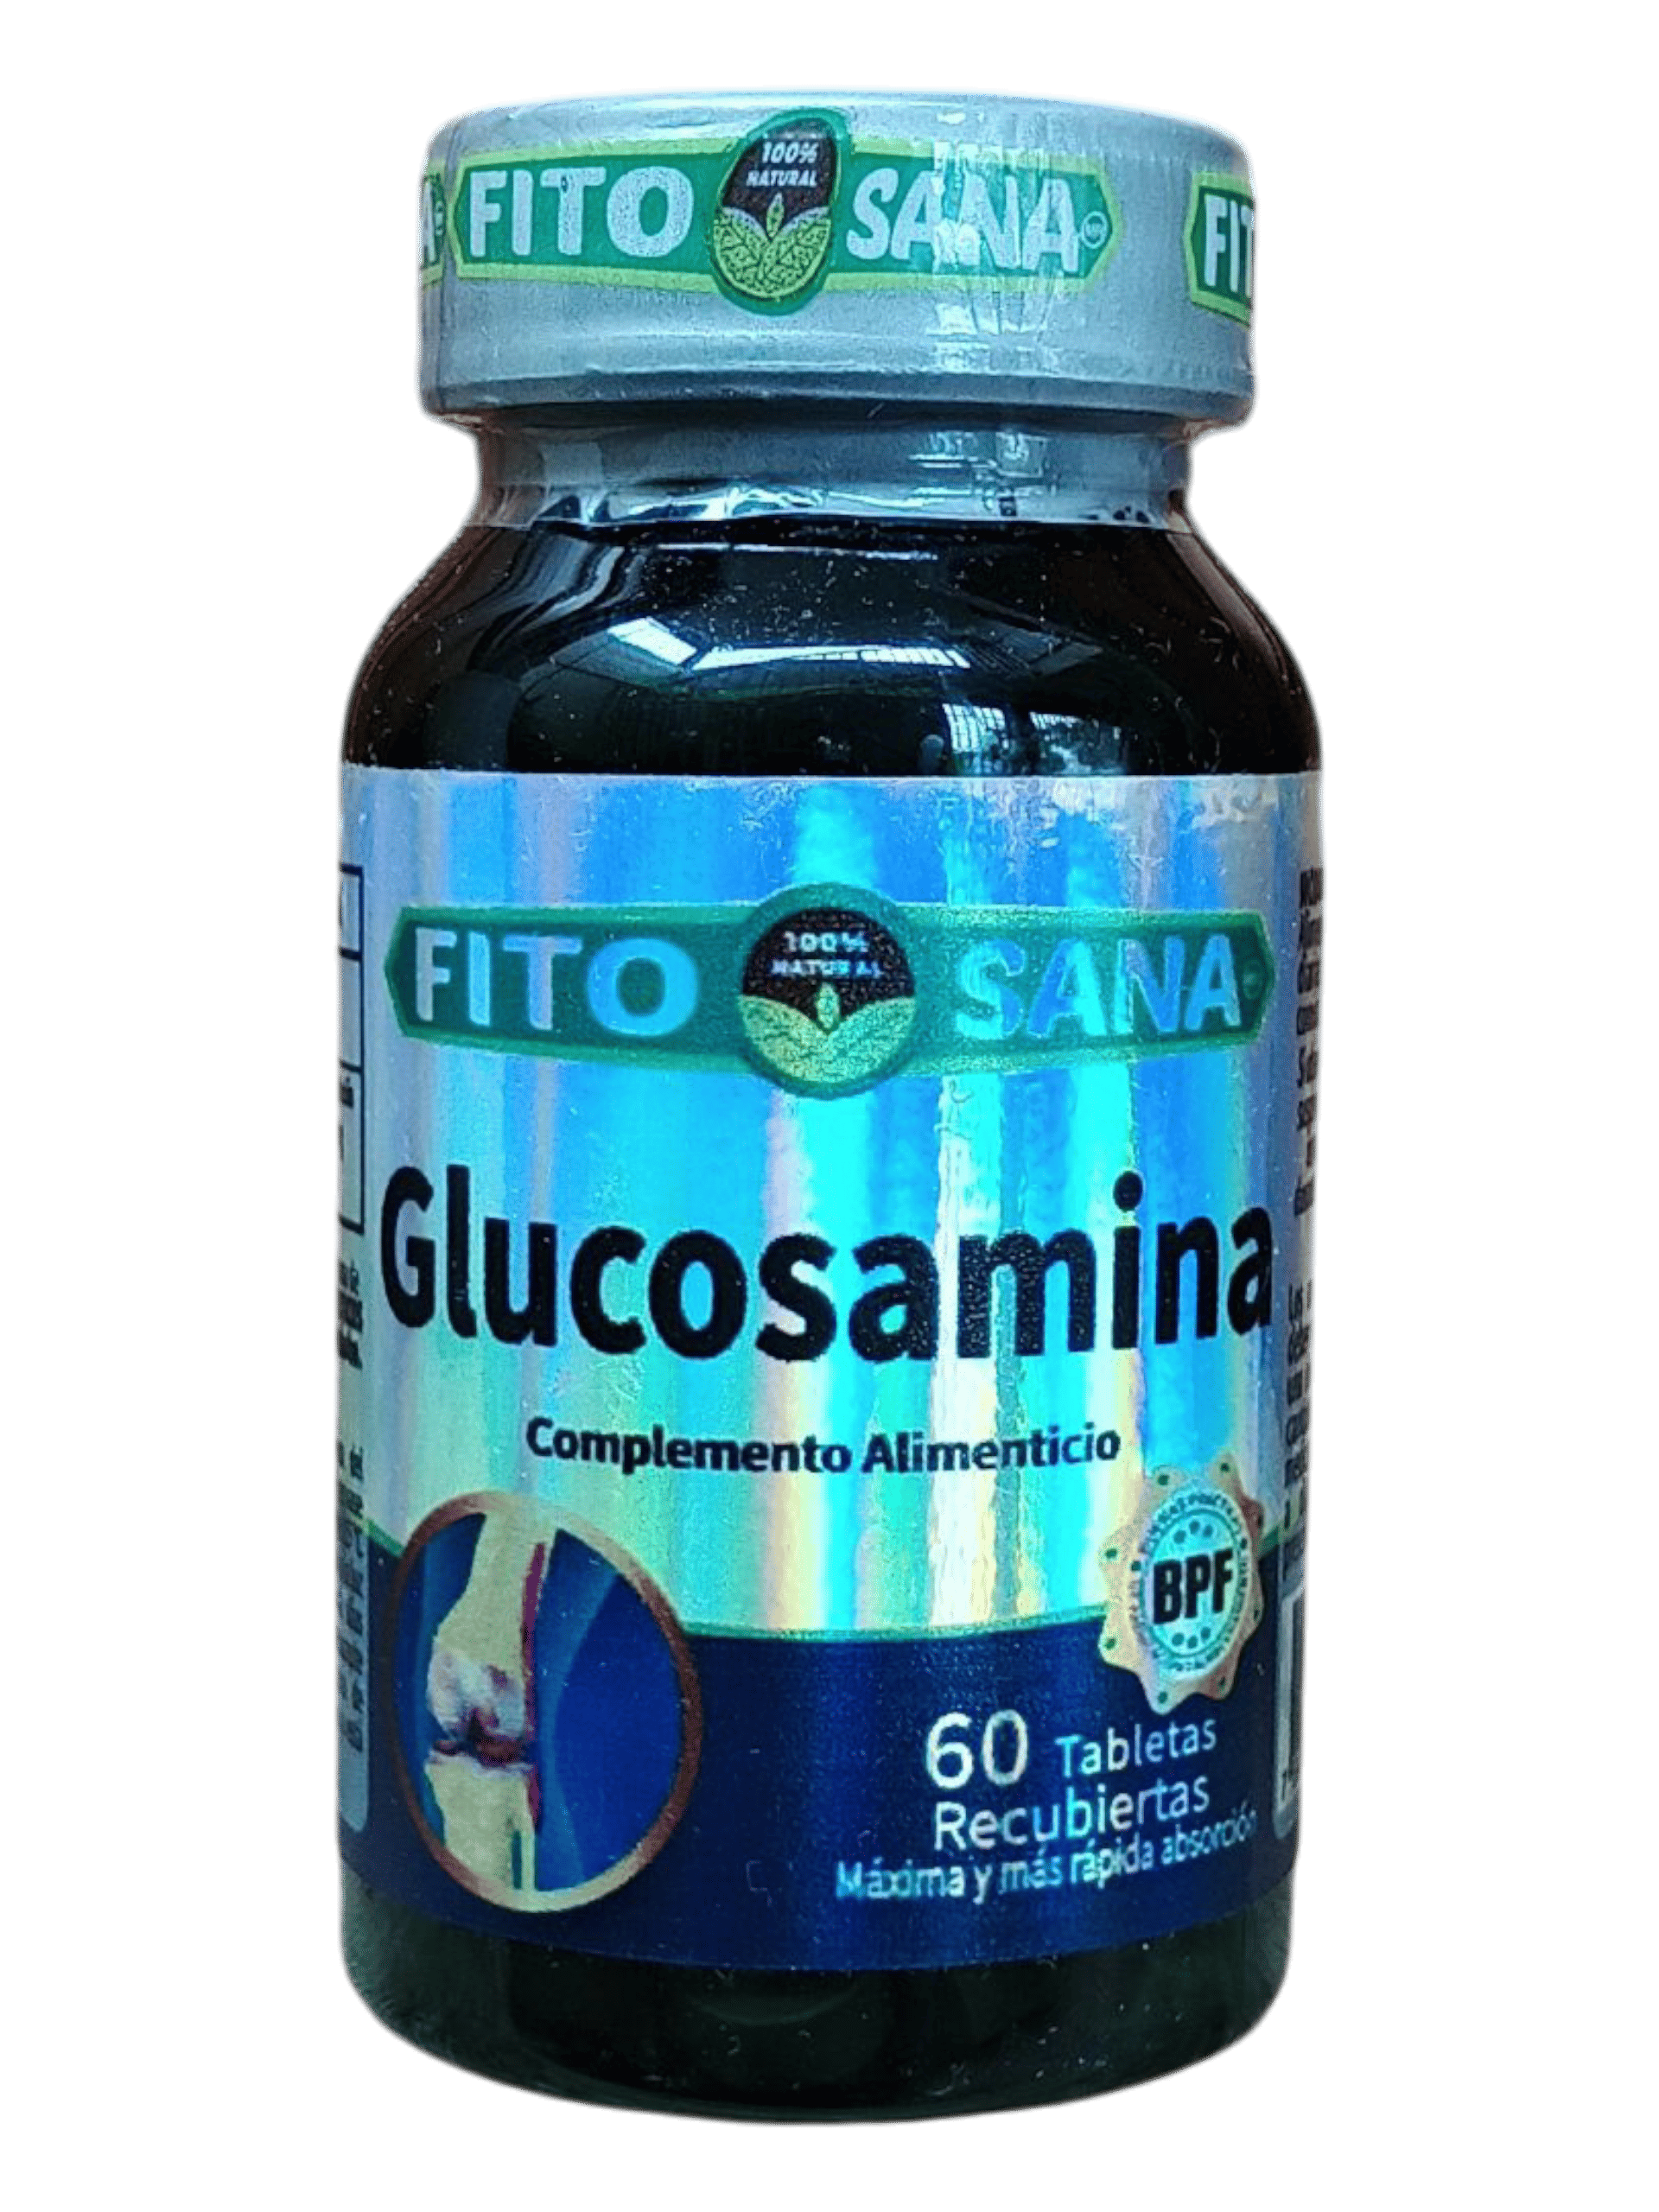 100%
NATURAL
FITO SANA
FIT
100%
NATURAL
FITO SANA
Glucosamina
Complemento Alimenticio
BPF
60 Tabletas
Recubiertas
Máxima y más rápida absorción